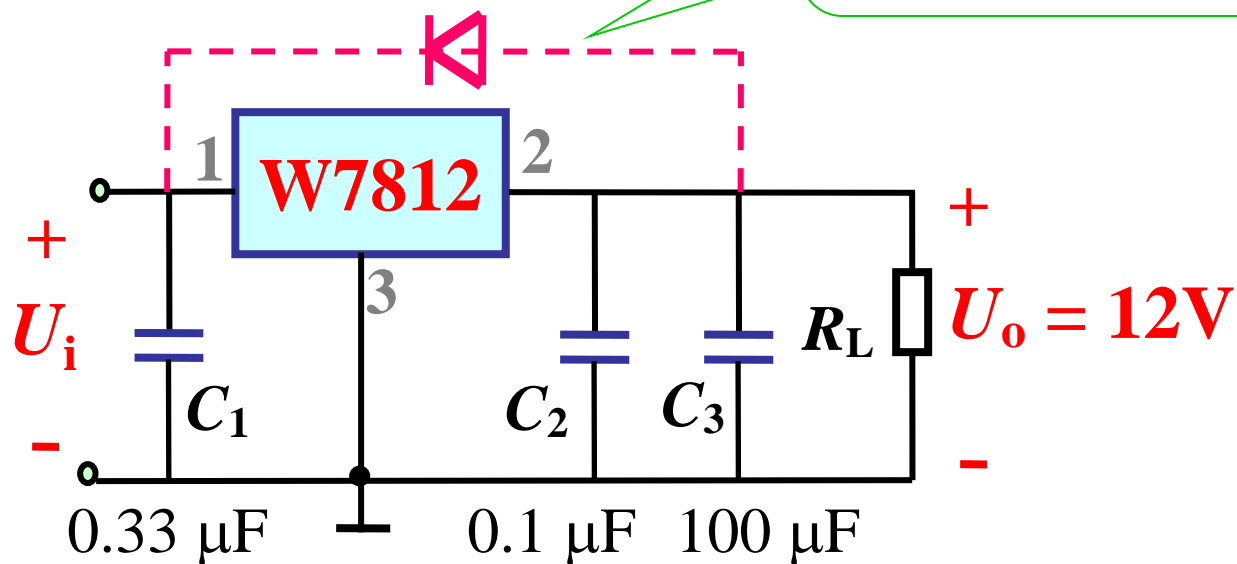 1
W7812
2
3
+
Ui
-
C1
C2
C3
RL
+
Uo = 12V
-
0.33 μF
0.1 μF
100 μF